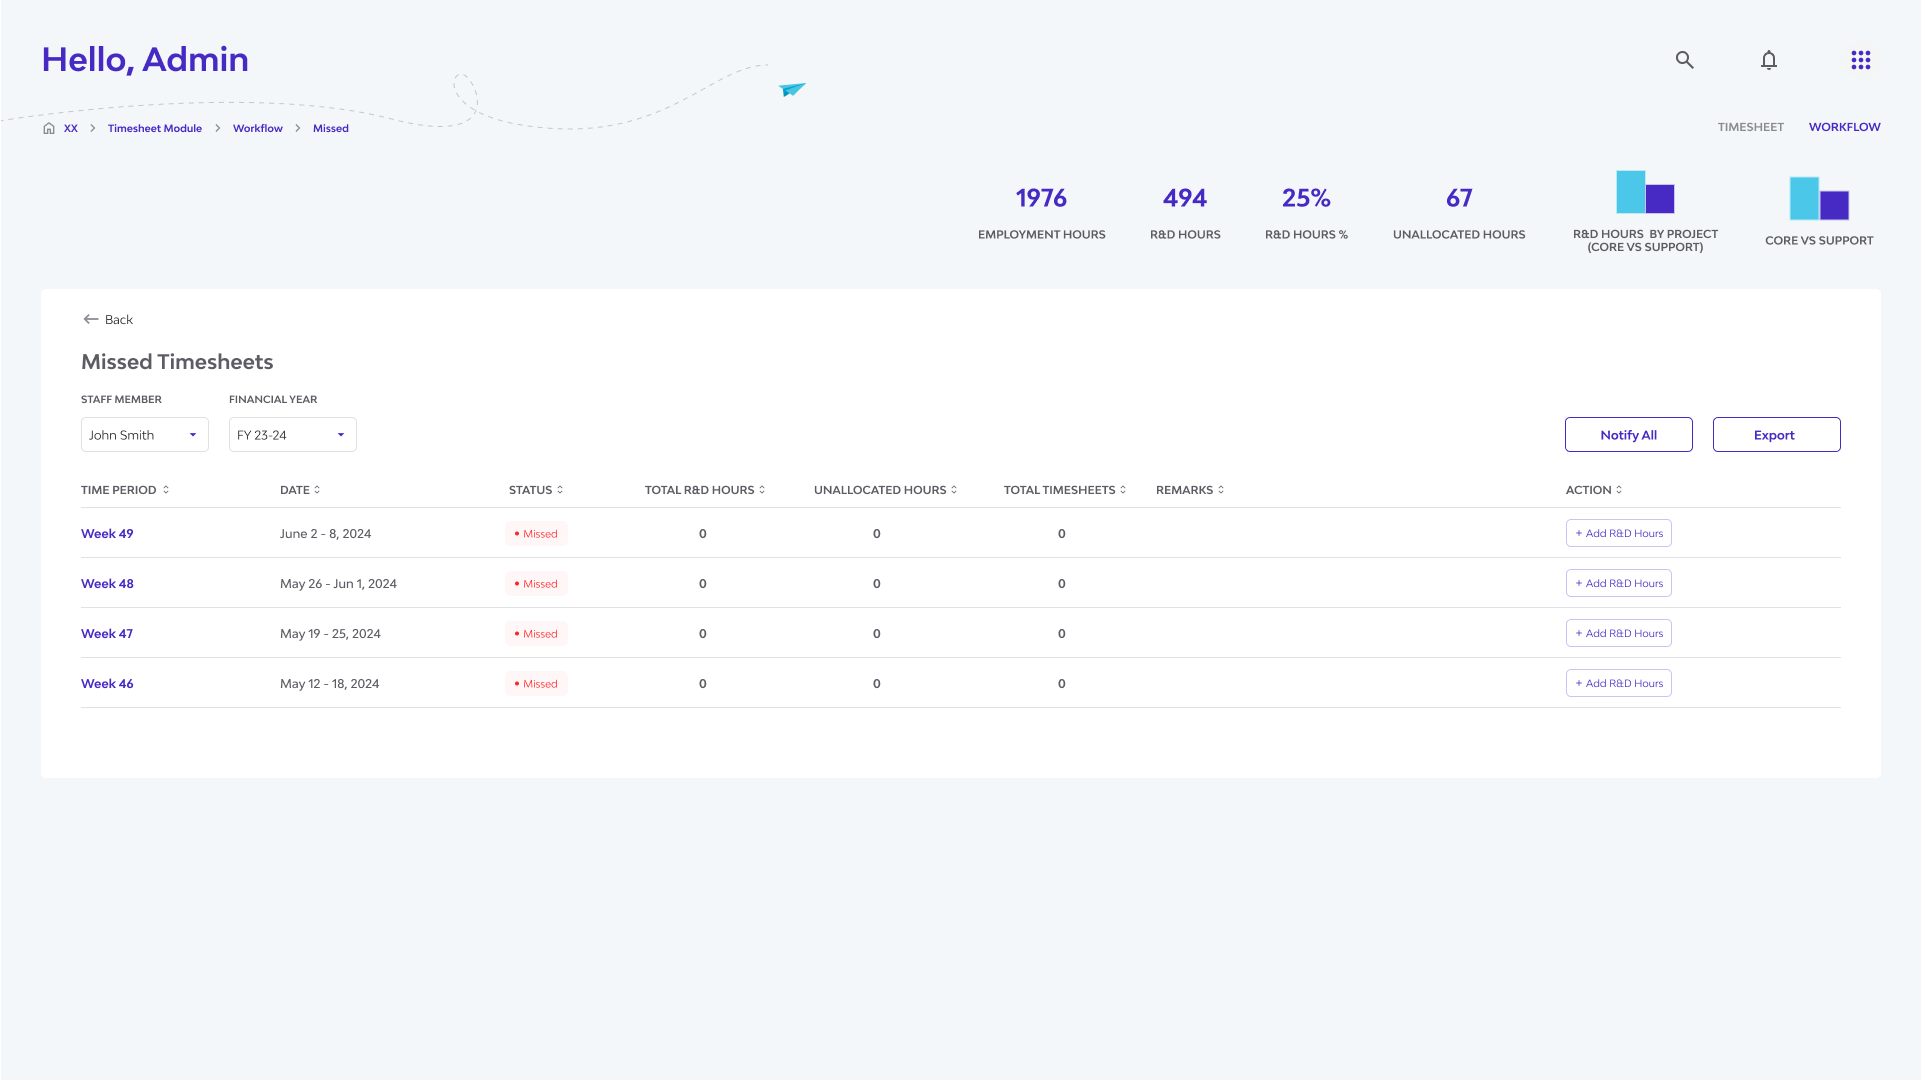 Hello, Admin
XX > Timesheet Module > Workflow > Missed
TIMESHEET WORKFLOW
1976 494 25% 67
EMPLOYMENT HOURS R&D HOURS R&D HOURS % UNALLOCATED HOURS R&D HOURS BY PROJECT
(CORE VS SUPPORT) CORE VS SUPPORT
Back
Missed Timesheets
STAFF MEMBER FINANCIAL YEAR
John Smith FY 23-24 Notify All Export
TIME PERIOD DATE STATUS TOTAL R&D HOURS UNALLOCATED HOURS TOTAL TIMESHEETS REMARKS ACTION
Week 49 June 2 - 8, 2024 • Missed 0 0 0 + Add R&D Hours
Week 48 May 26 - Jun 1, 2024 • Missed 0 0 0 + Add R&D Hours
Week 47 May 19 - 25, 2024 • Missed 0 0 0 + Add R&D Hours
Week 46 May 12 - 18, 2024 • Missed 0 0 0 + Add R&D Hours